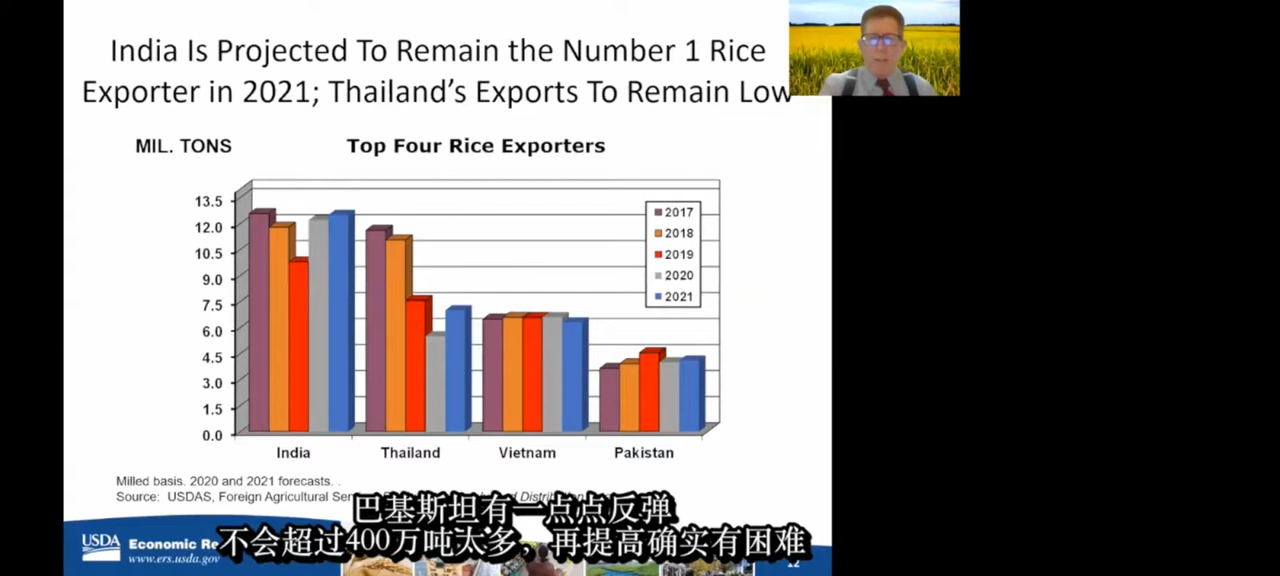 India Is Projected To Remain the Number 1 Rice
Exporter in 2021; Thailand's Exports To Remain Low
MIL. TONS
Top Four Rice Exporters
13.5
12.0
10.5
9.0
7.5
6.0
4.5
3.0
1.5
0.0
2017
2018
2019
2020
2021
India
Thailand
Vietnam
Pakistan
Milled basis. 2020 and 2021 forecasts. .
Source: USDAS, Foreign Agricultural
巴基斯坦有一点点反弹
不会超过400万吨太多，再提高确实有困难
USDA
Economic
www.ers.usda.gov
12